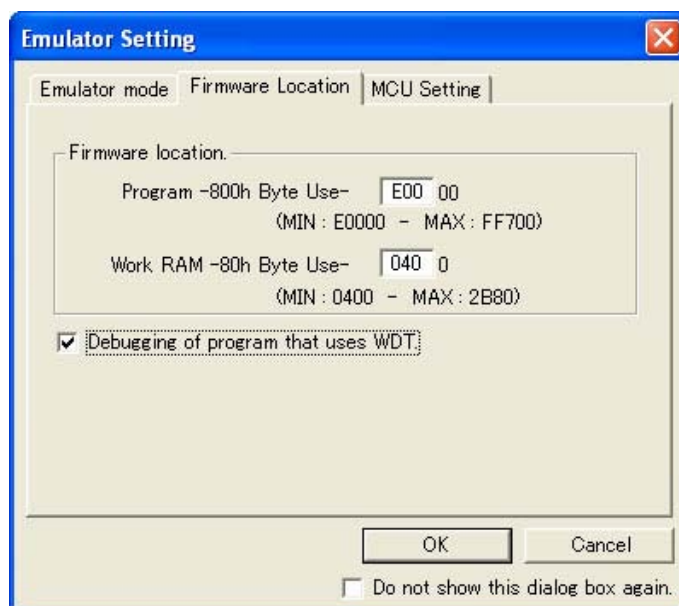 Emulator Setting
Emulator mode Firmware Location MCU Setting
Firmware location.
Program -800h Byte Use- E00 00
(MIN : E0000 - MAX : FF700)
Work RAM -80h Byte Use- 040 0
(MIN : 0400 - MAX : 2B80)
Debugging of program that uses WDT.
OK Cancel
Do not show this dialog box again.